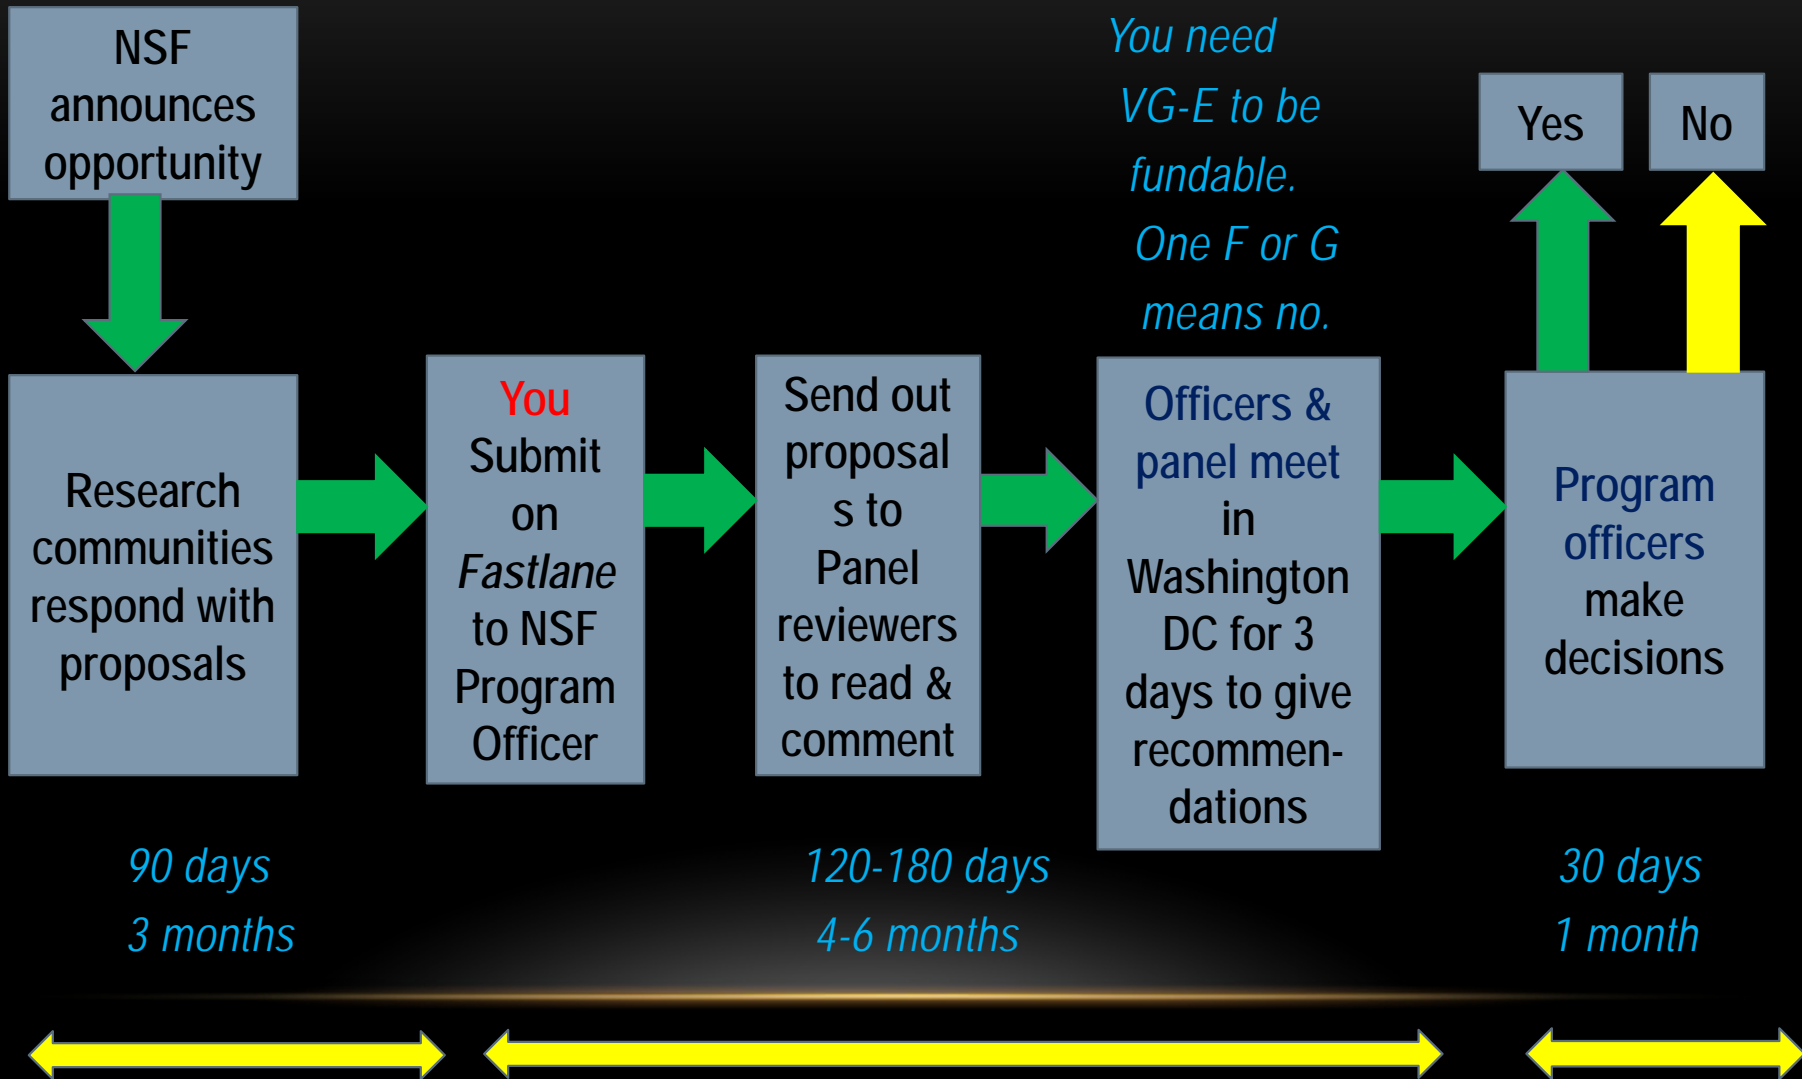 NSF
announces
opportunity
Research
communities
respond with
proposals
You
Submit
on
Fastlane
to NSF
Program
Officer
Send out
proposal
s to
Panel
reviewers
to read &
comment
You need
VG-E to be
fundable.
One F or G
means no.
Officers &
panel meet
in
Washington
DC for 3
days to give
recommen-
dations
Program
officers
make
decisions
Yes
No
90 days
3 months
120-180 days
4-6 months
30 days
1 month